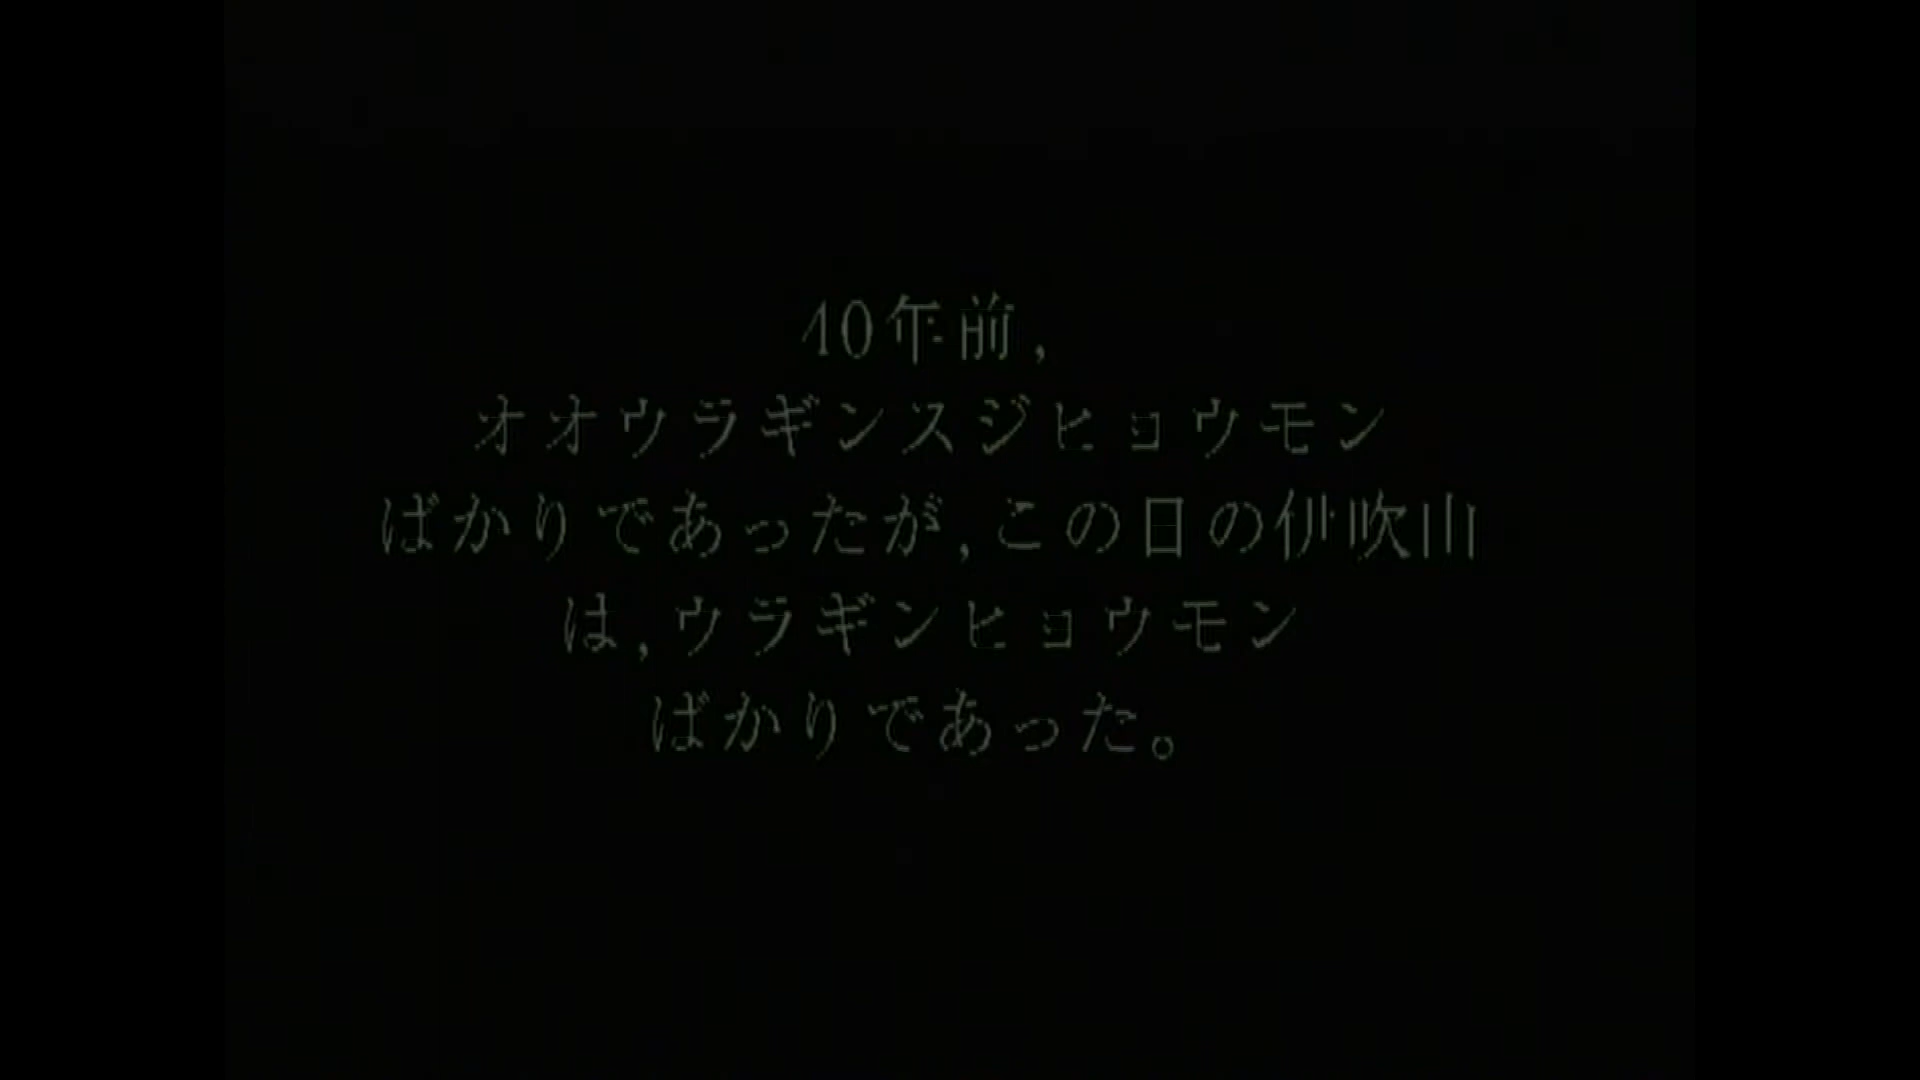 40年前,
オオウラギンスジヒョウモン
ばかりであったが,この日の伊吹山
は,ウラギンヒョウモン
ばかりであった。